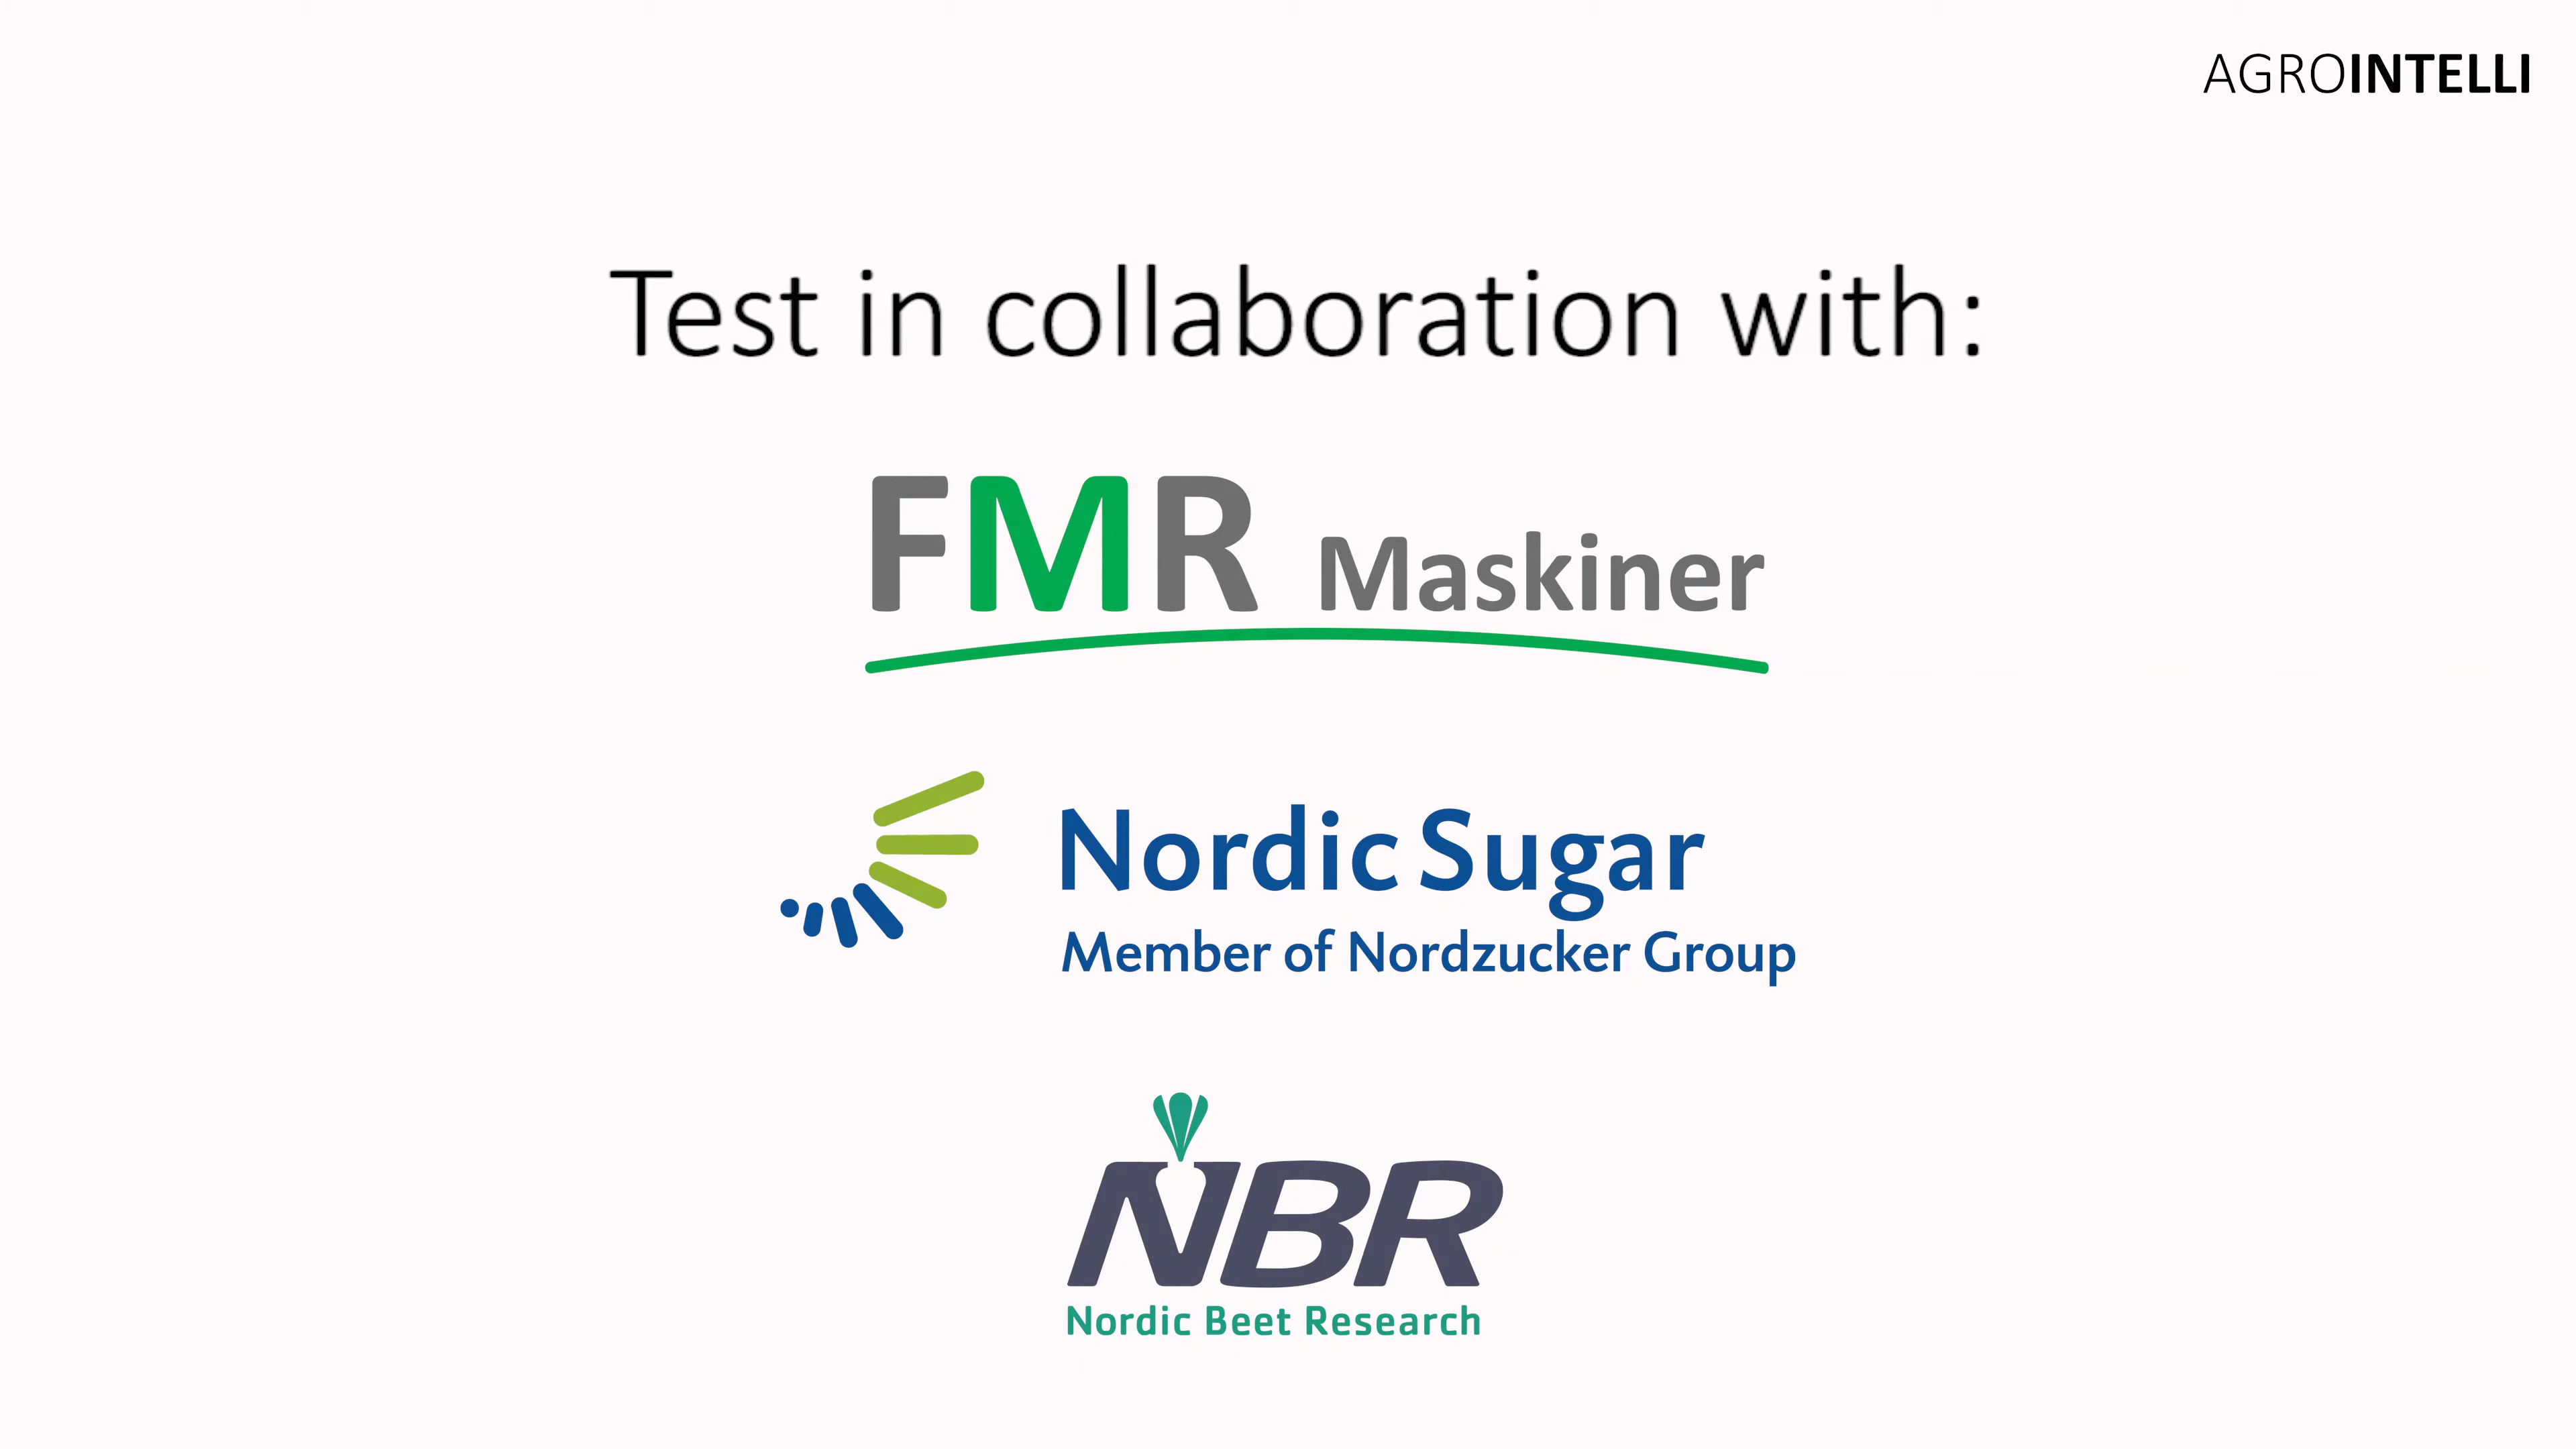 AGROINTELLI
Test in collaboration with:
FMR Maskiner
Nordic Sugar
Member of Nordzucker Group
NBR
Nordic Beet Research